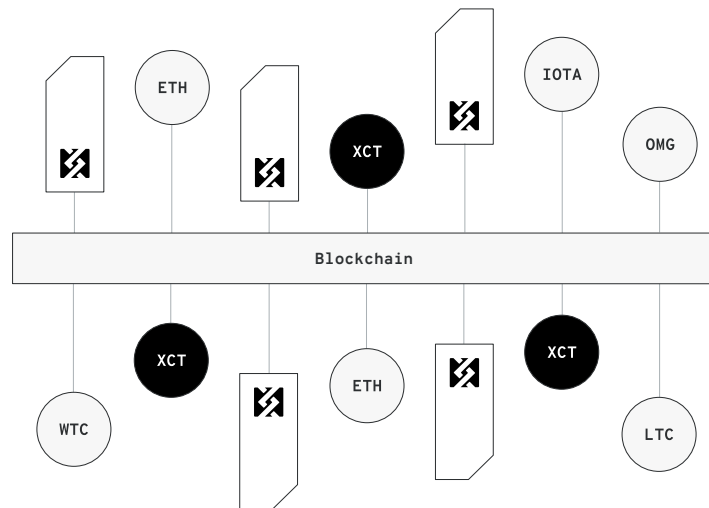 ETH
XCT
IOTA
OMG
Blockchain
WTC
XCT
ETH
XCT
LTC